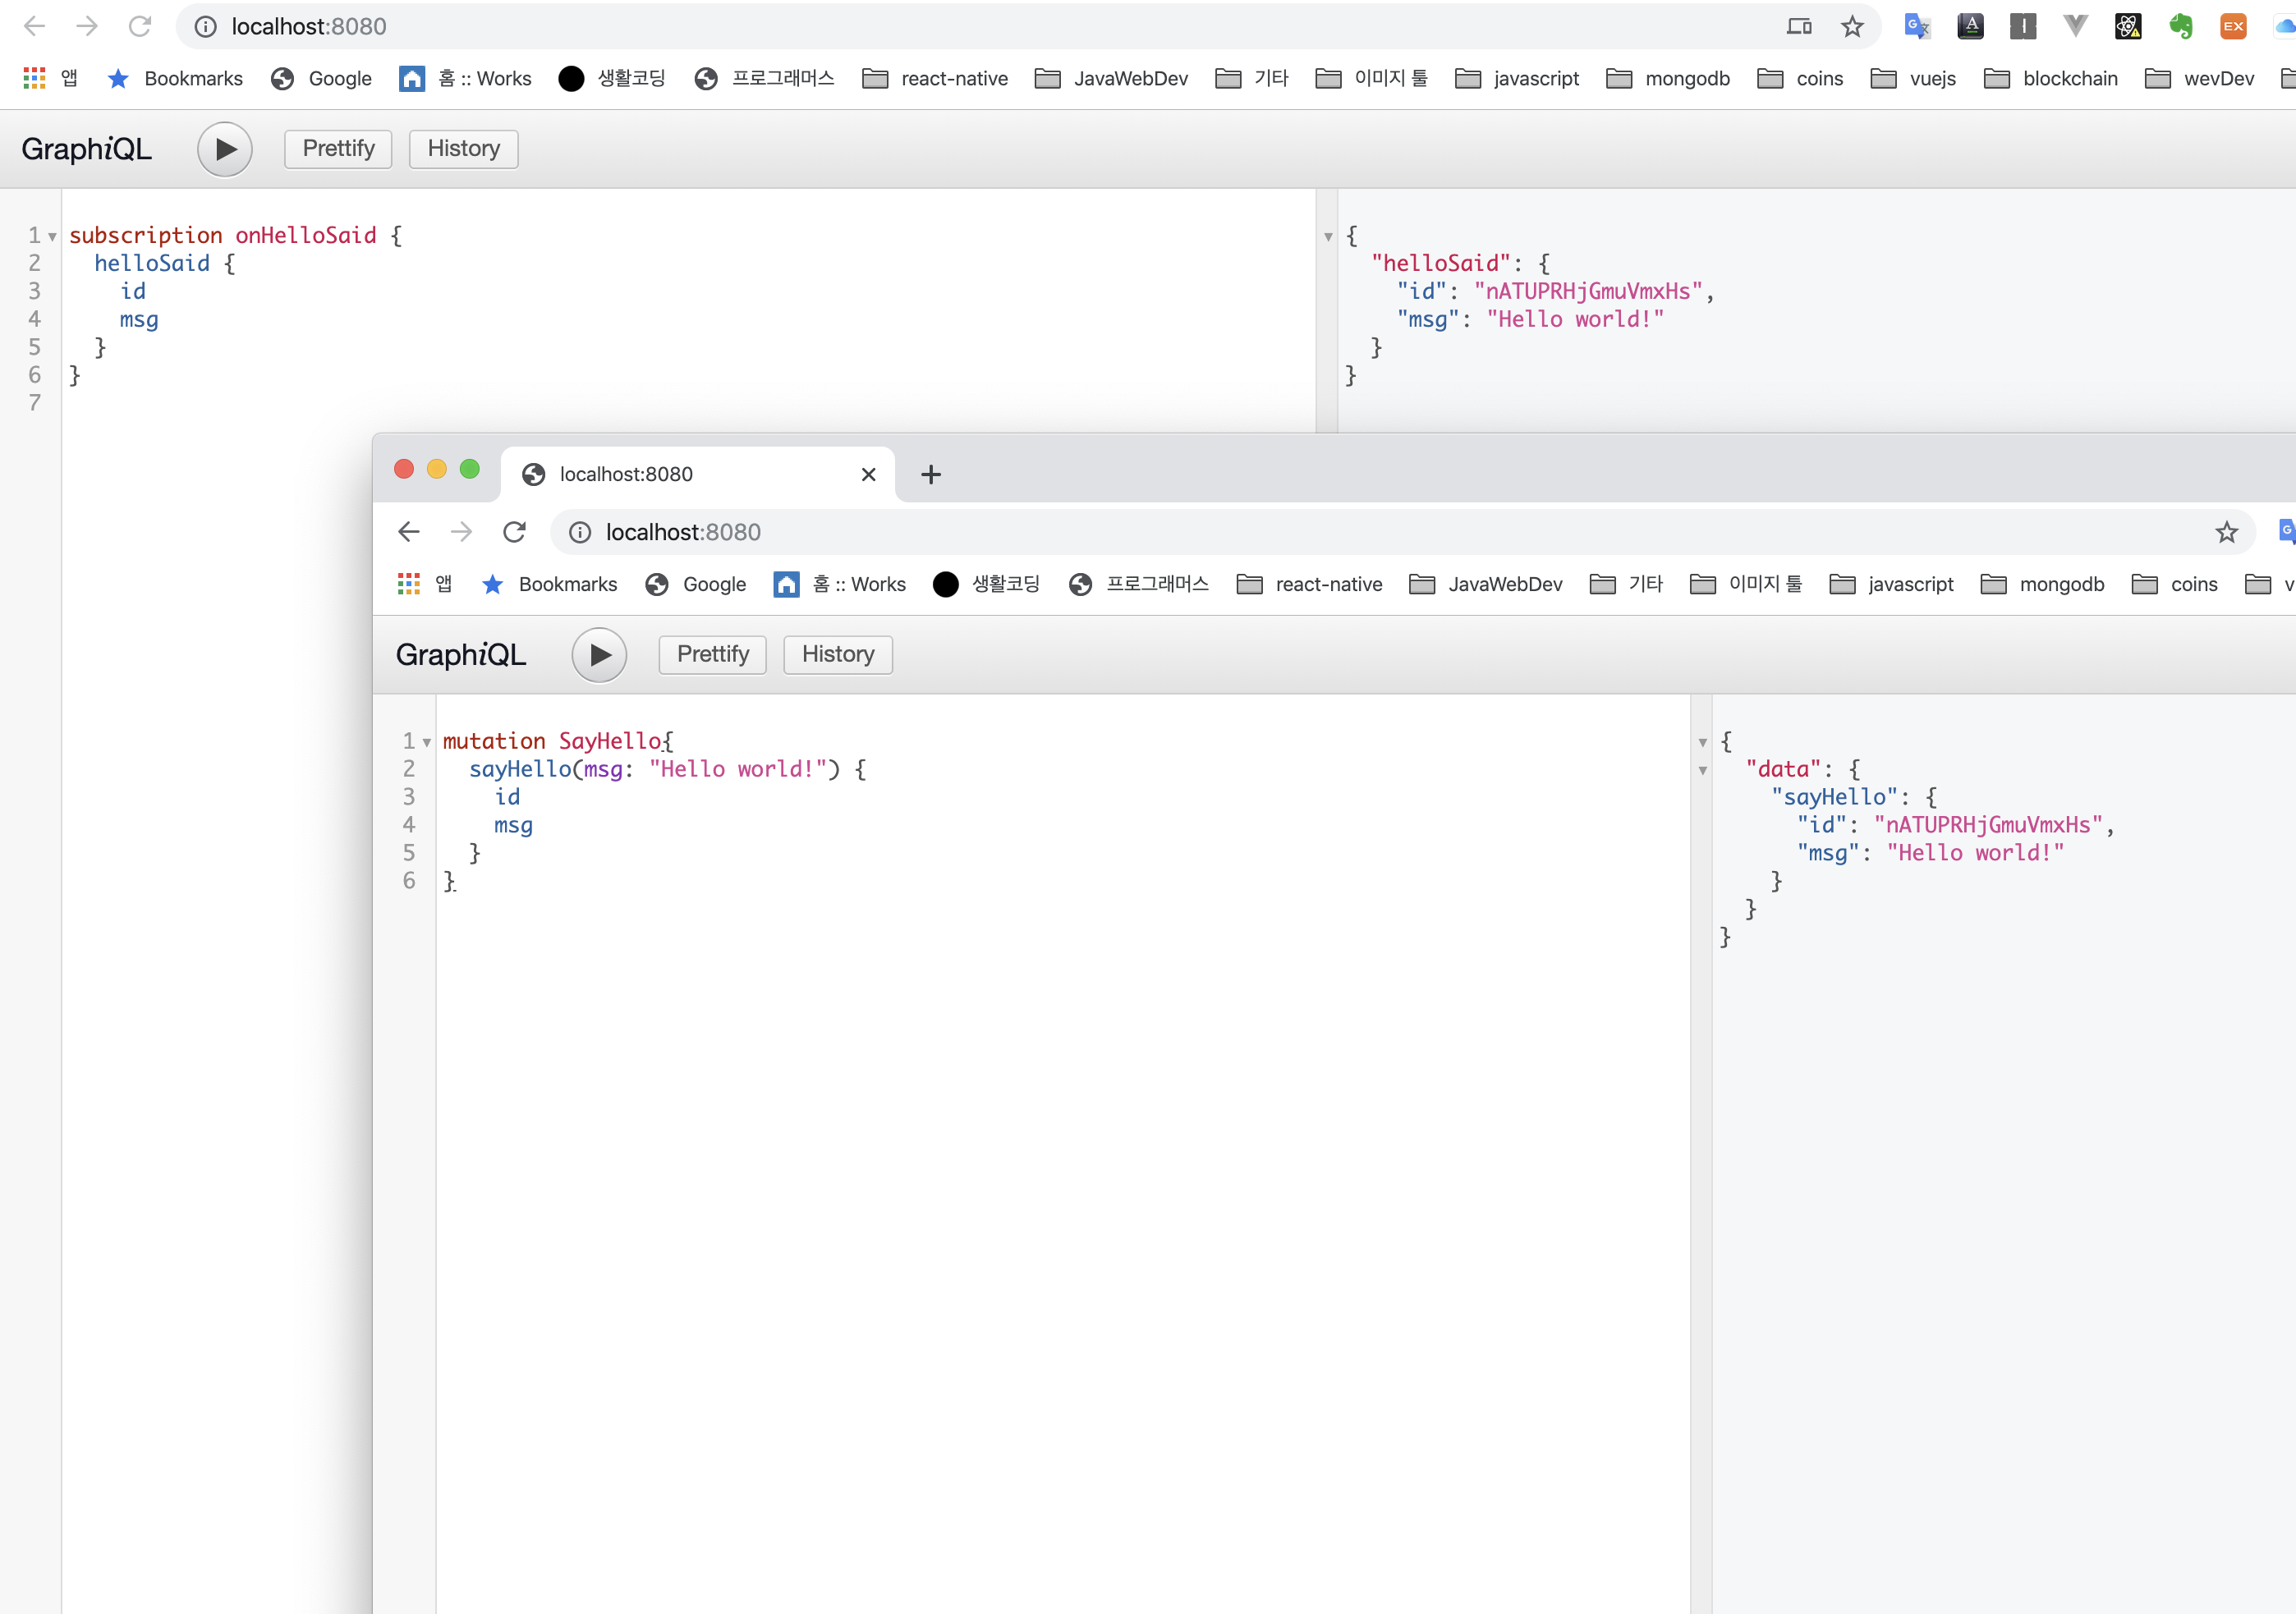 localhost:8080
앱 Bookmarks Google 홈 :: Works 생활코딩 프로그래머스 react-native JavaWebDev 기타 이미지 툴 javascript mongodb coins vuejs blockchain wevDev
GraphiQL Prettify History
1 subscription onHelloSaid {
2 helloSaid {
3 id
4 msg
5 }
6 }
7
{
"helloSaid": {
"id": "nATUPRHjGmuVmxHs",
"msg": "Hello world!"
}
}
localhost:8080
localhost:8080
앱 Bookmarks Google 홈 :: Works 생활코딩 프로그래머스 react-native JavaWebDev 기타 이미지 툴 javascript mongodb coins v
GraphiQL Prettify History
1 mutation SayHello{
2 sayHello(msg: "Hello world!") {
3 id
4 msg
5 }
6 }
{
"data": {
"sayHello": {
"id": "nATUPRHjGmuVmxHs",
"msg": "Hello world!"
}
}
}